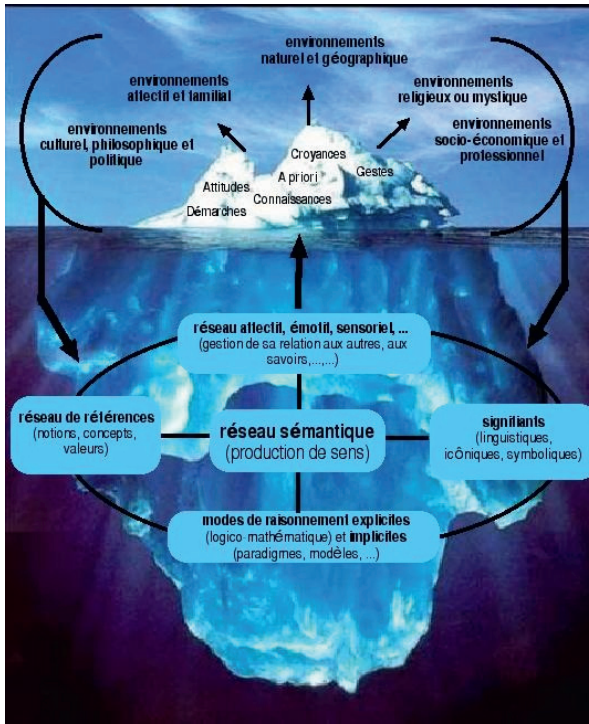 environnements
naturel et géographique
environnements
affectif et familial
environnements
religieux ou mystique
environnements
culturel, philosophique et
politique
environnements
socio-économique et
professionnel
Croyances
A priori
Gestes
Attitudes
Connaissances
Démarches
réseau affectif, émotif, sensoriel, ...
(gestion de sa relation aux autres, aux
savoirs,...,...)
réseau de références
(notions, concepts,
valeurs)
réseau sémantique
(production de sens)
signifiants
(linguistiques,
icôniques, symboliques)
modes de raisonnement explicites
(logico-mathématique) et implicites
(paradigmes, modèles, ...)